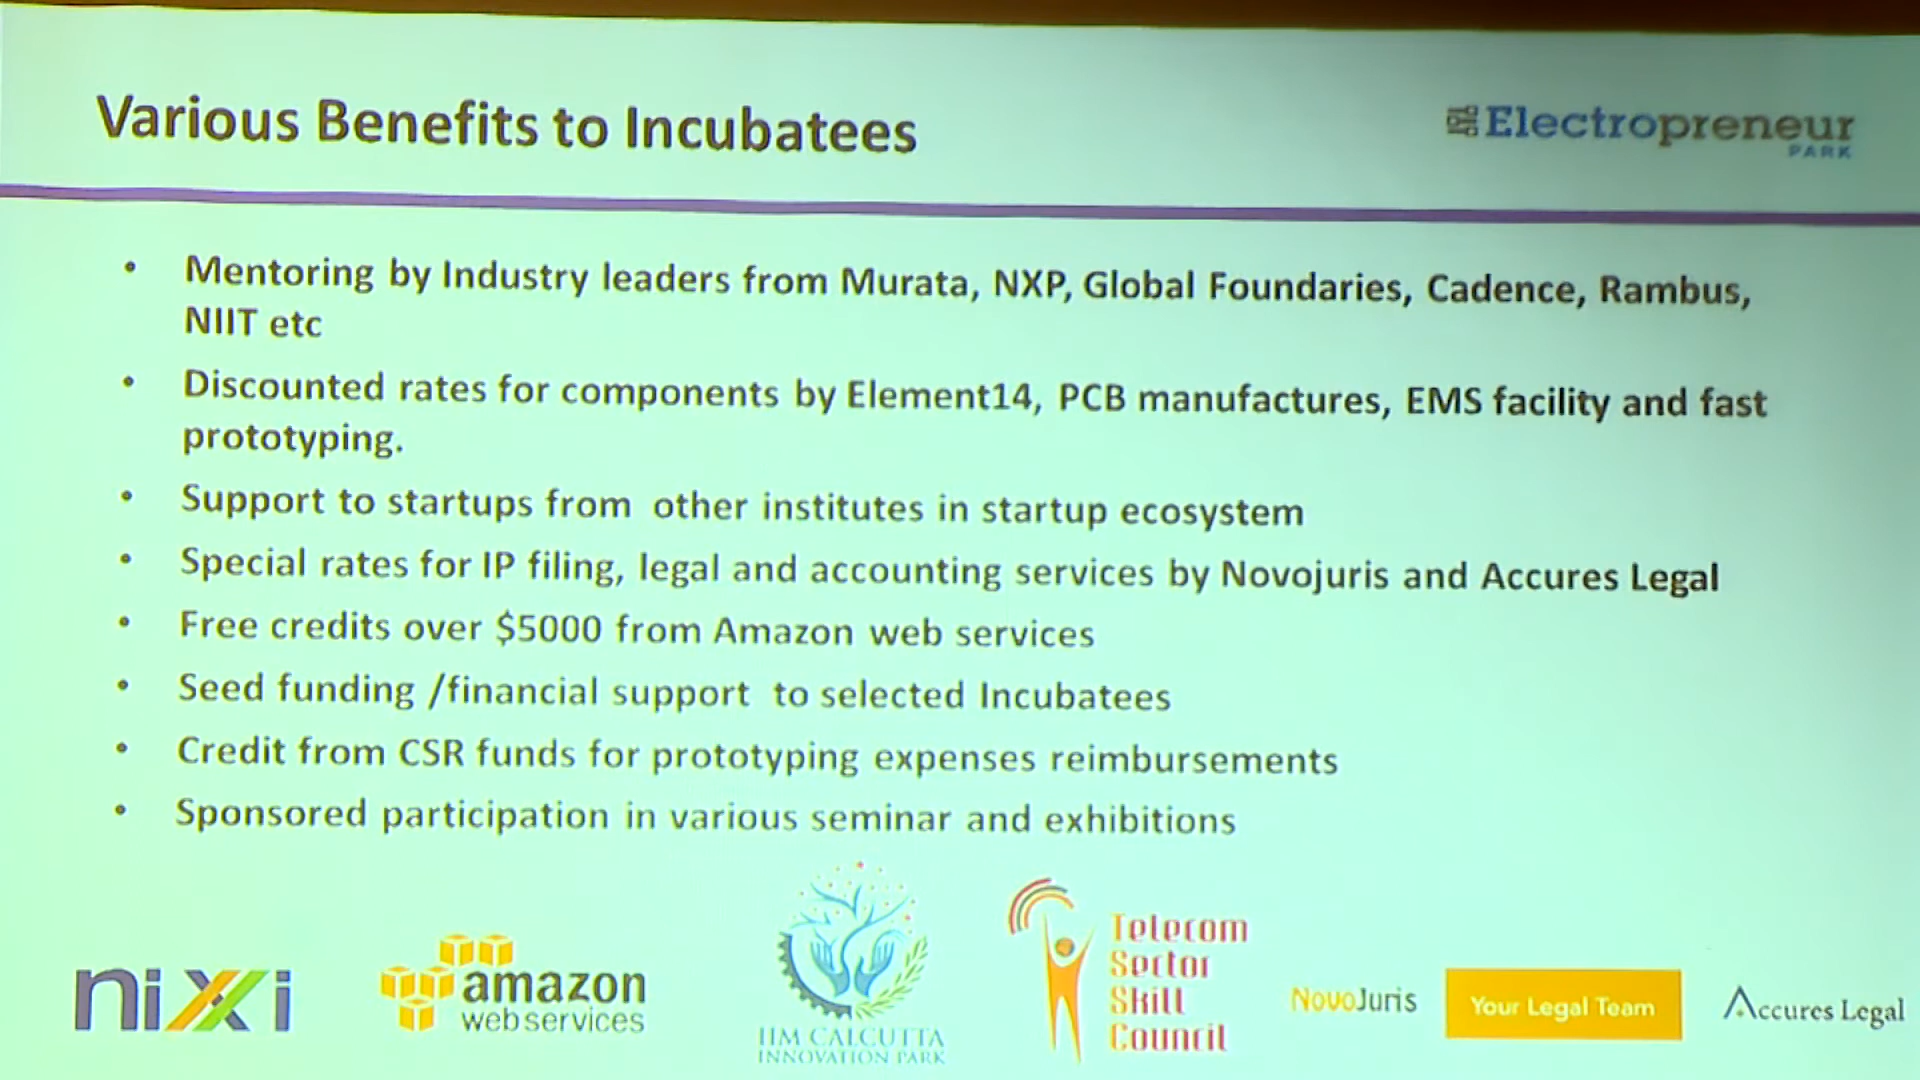 Various Benefits to Incubatees
Electropreneur
PARK
• Mentoring by Industry leaders from Murata, NXP, Global Foundaries, Cadence, Rambus,
NIIT etc
• Discounted rates for components by Element14, PCB manufactures, EMS facility and fast
prototyping.
• Support to startups from other institutes in startup ecosystem
• Special rates for IP filing, legal and accounting services by Novojuris and Accures Legal
• Free credits over $5000 from Amazon web services
• Seed funding /financial support to selected Incubatees
• Credit from CSR funds for prototyping expenses reimbursements
• Sponsored participation in various seminar and exhibitions
nixi
amazon
webservices
IIM CALCUTTA
INNOVATION PARK
Telecom
Sector
Skill
Council
NovoJuris
Your Legal Team
Accures Legal